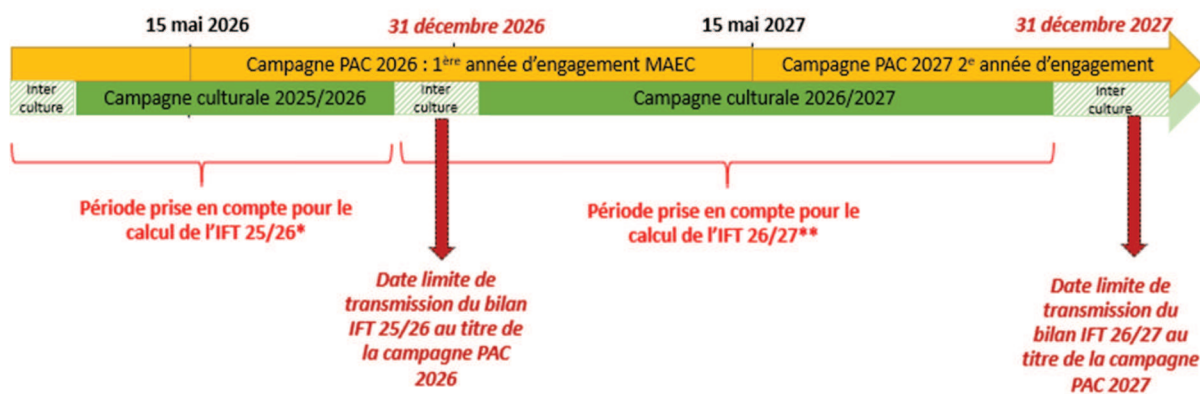 15 mai 2026
31 décembre 2026
15 mai 2027
31 décembre 2027
Campagne PAC 2026 : 1ère année d'engagement MAEC
Campagne PAC 2027 2e année d'engagement
Inter
culture
Campagne culturale 2025/2026
Inter
culture
Campagne culturale 2026/2027
Inter
culture
Période prise en compte pour le
calcul de l'IFT 25/26*
Période prise en compte pour le
calcul de l'IFT 26/27**
Date limite de
transmission du bilan
IFT 25/26 au titre de
la campagne PAC
2026
Date limite de
transmission du
bilan IFT 26/27 au
titre de la campagne
PAC 2027